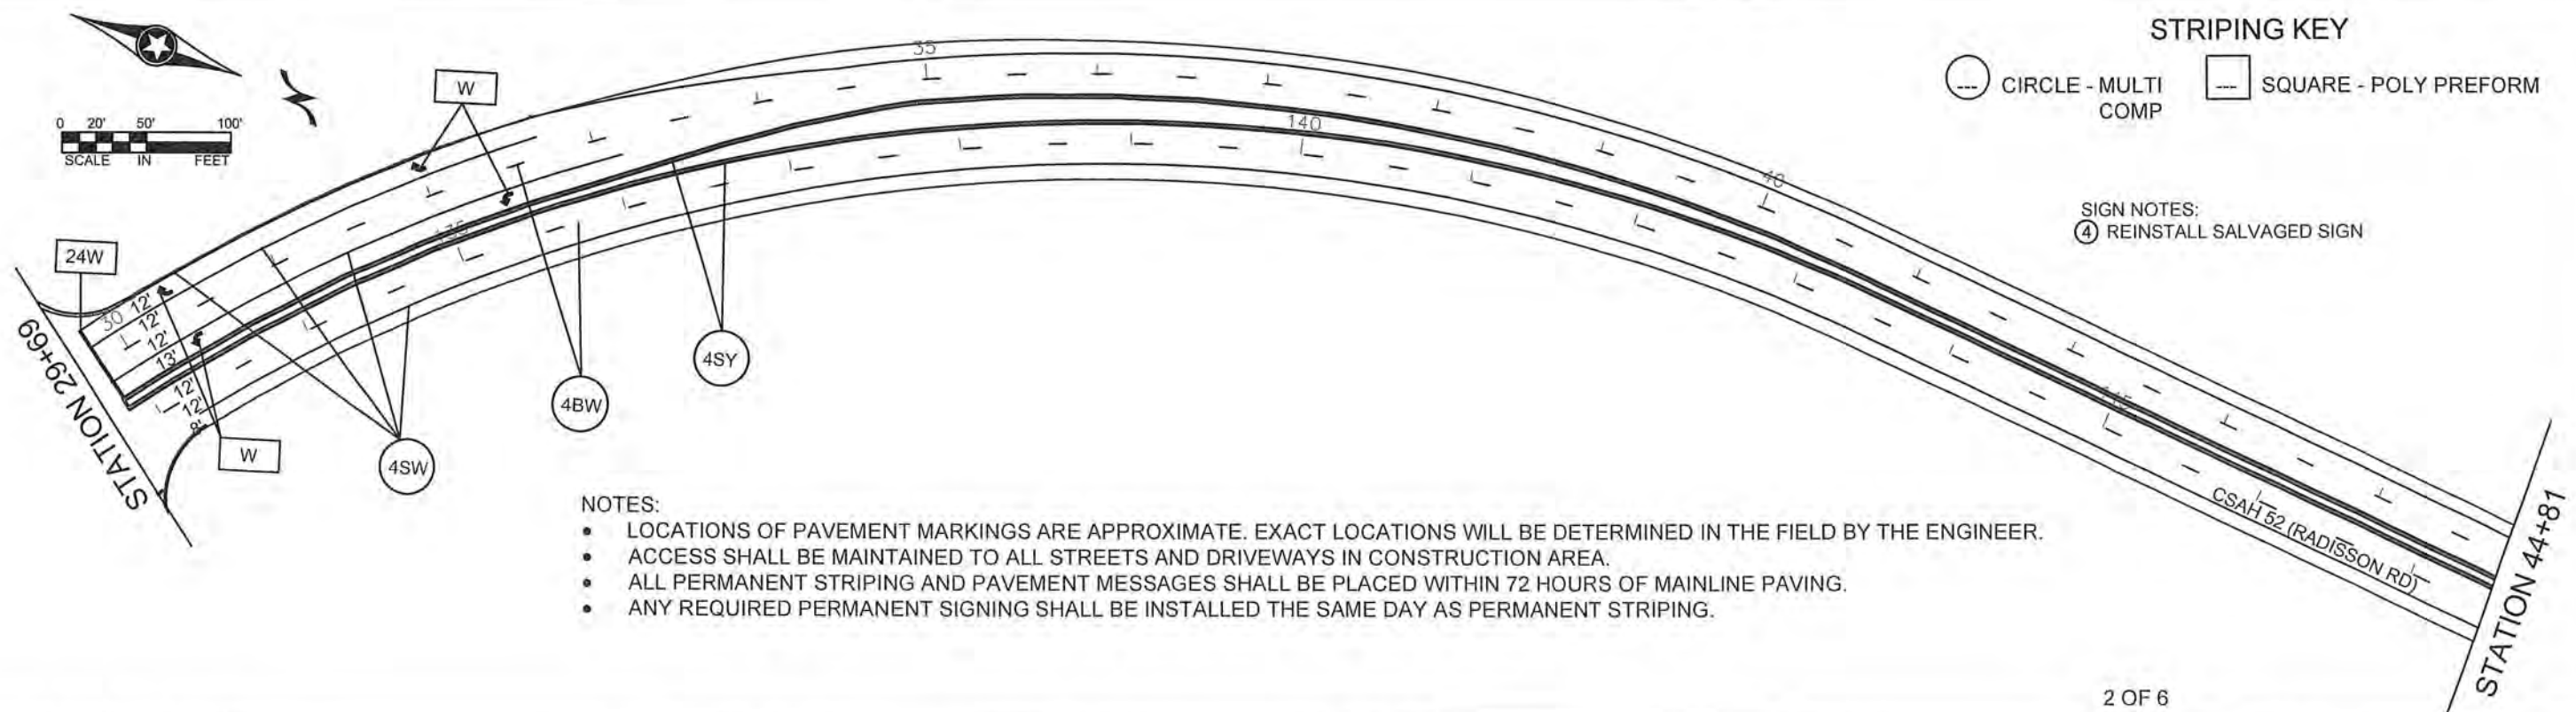 STRIPING KEY
--- CIRCLE - MULTI COMP
--- SQUARE - POLY PREFORM
SIGN NOTES:
4 REINSTALL SALVAGED SIGN
0 20' 50' 100'
SCALE IN FEET
W
24W
35
140
40
135
30
12'
12'
12'
13'
12'
12'
8'
STATION 29+69
W
4SW
4BW
4SY
145
CSAH 52 (RADISSON RD)
STATION 44+81
NOTES:
• LOCATIONS OF PAVEMENT MARKINGS ARE APPROXIMATE. EXACT LOCATIONS WILL BE DETERMINED IN THE FIELD BY THE ENGINEER.
• ACCESS SHALL BE MAINTAINED TO ALL STREETS AND DRIVEWAYS IN CONSTRUCTION AREA.
• ALL PERMANENT STRIPING AND PAVEMENT MESSAGES SHALL BE PLACED WITHIN 72 HOURS OF MAINLINE PAVING.
• ANY REQUIRED PERMANENT SIGNING SHALL BE INSTALLED THE SAME DAY AS PERMANENT STRIPING.
2 OF 6